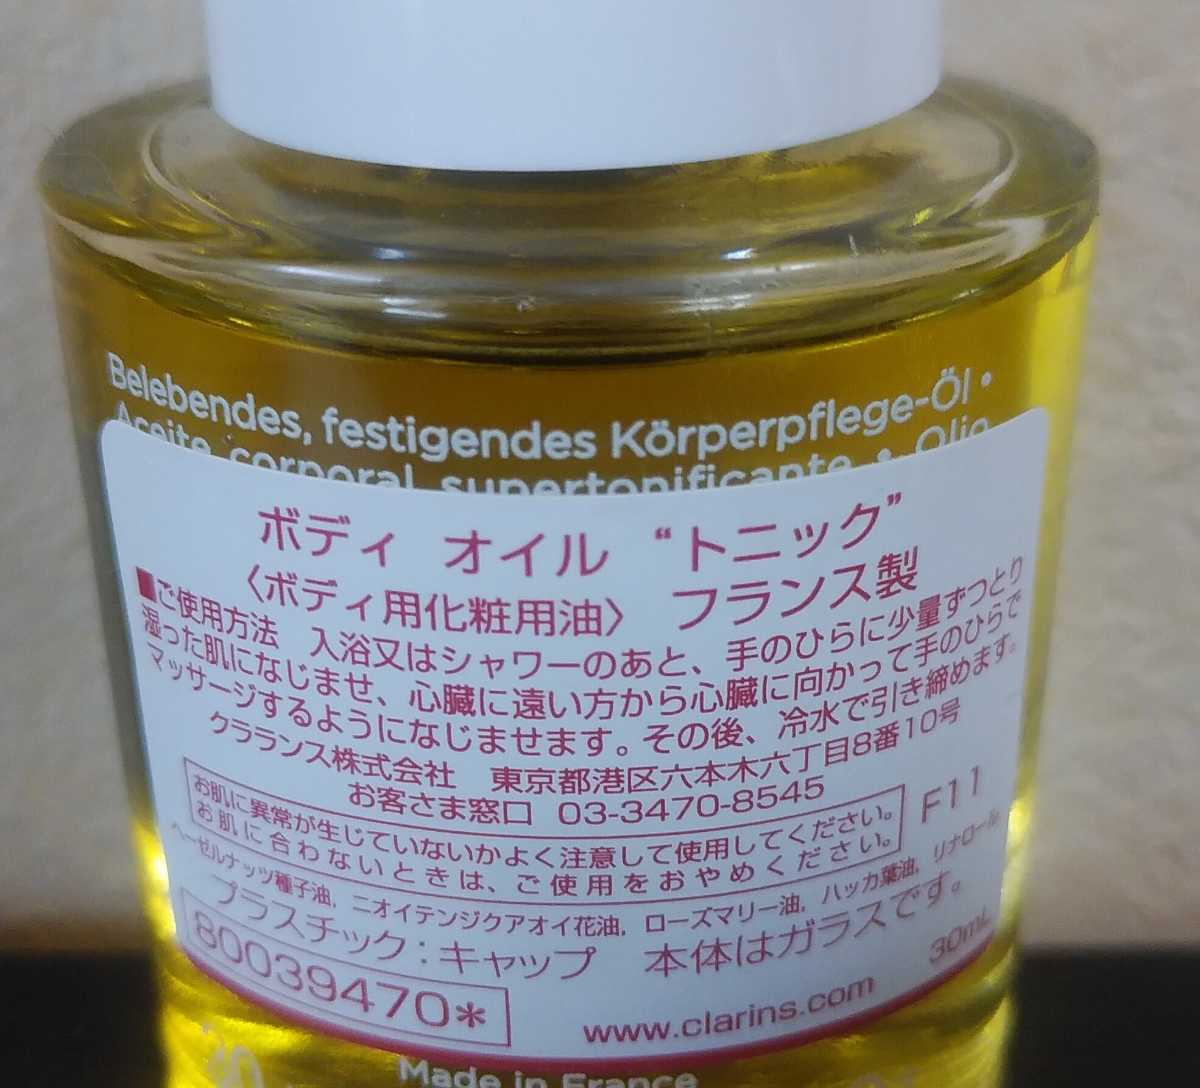 Belebendes, festigendes Körperpflege-Öl •
Aceite corporal supertonificante • Olio
ボディ オイル “トニック”
〈ボディ用化粧用油〉 フランス製
■ご使用方法 入浴又はシャワーのあと、手のひらに少量ずつとり
湿った肌になじませ、心臓に遠い方から心臓に向かって手のひらで
マッサージするようになじませます。その後、冷水で引き締めます。
クラランス株式会社 東京都港区六本木六丁目8番10号
お客さま窓口 03-3470-8545
お肌に異常が生じていないかよく注意して使用してください。
お肌に合わないときは、ご使用をおやめください。
F11
ヘーゼルナッツ種子油, ニオイテンジクアオイ花油, ローズマリー油, ハッカ葉油, リナロール
プラスチック:キャップ 本体はガラスです。
80039470*
www.clarins.com
30mL
Made in France